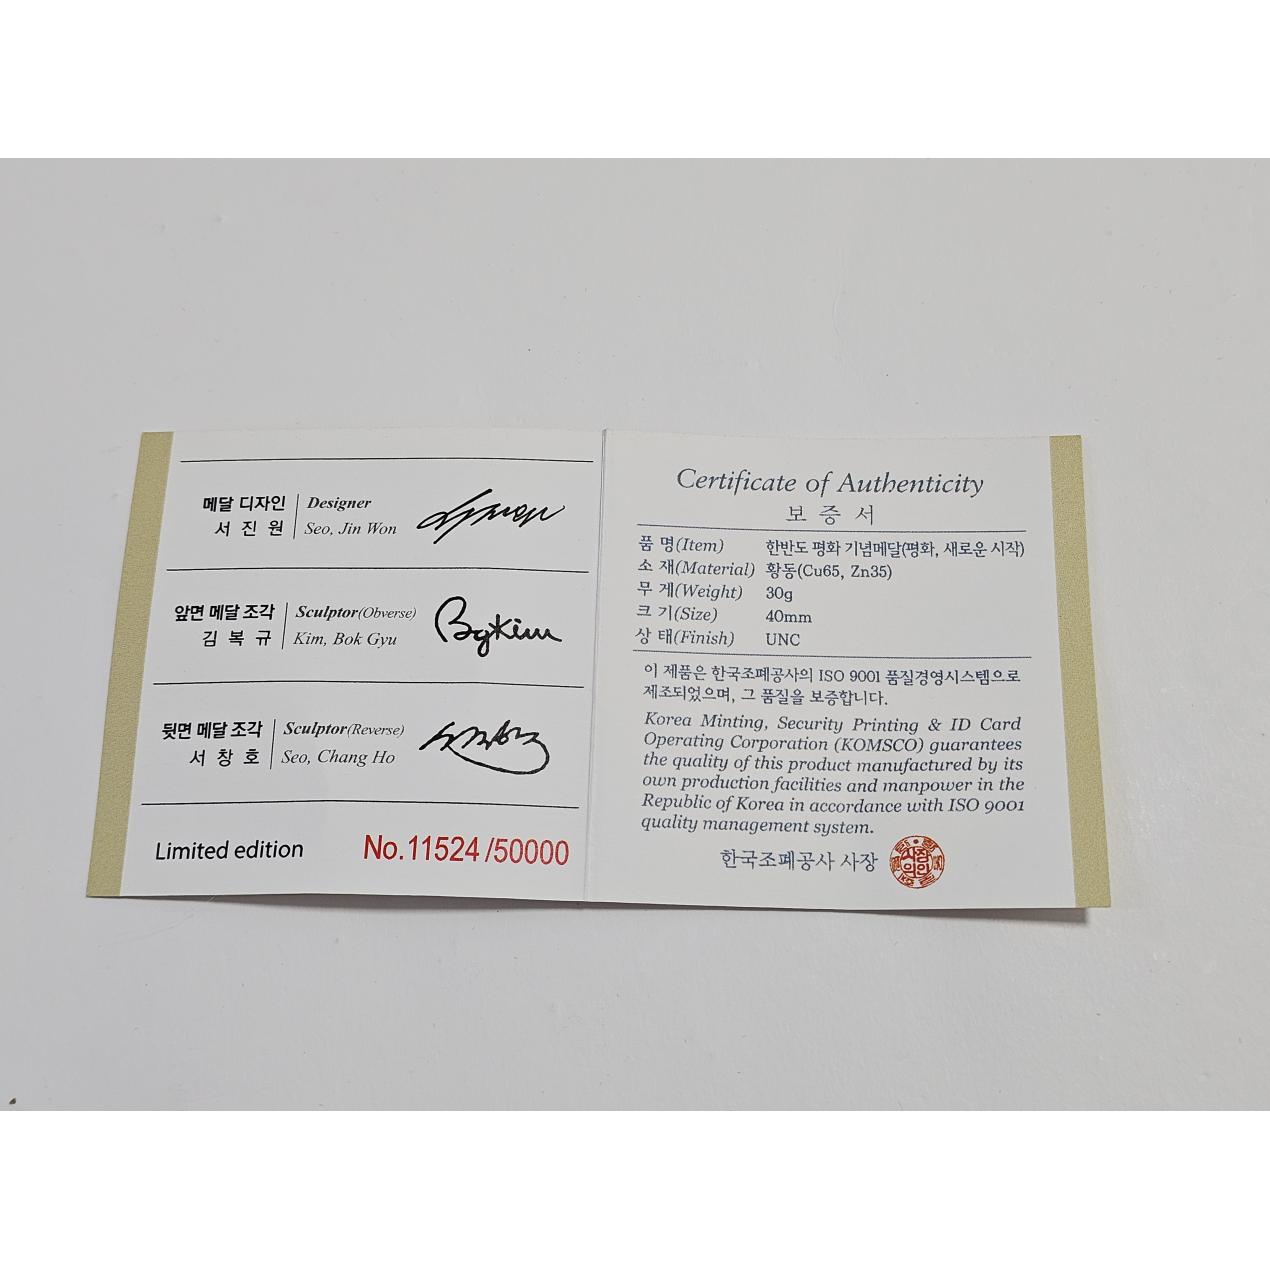 메달 디자인 | Designer
서 진 원 | Seo, Jin Won
앞면 메달 조각 | Sculptor(Obverse)
김 복 규 | Kim, Bok Gyu
BgKim
뒷면 메달 조각 | Sculptor(Reverse)
서 창 호 | Seo, Chang Ho
Limited edition No.11524 /50000
Certificate of Authenticity
보 증 서
품 명(Item) 한반도 평화 기념메달(평화, 새로운 시작)
소 재(Material) 황동(Cu65, Zn35)
무 게(Weight) 30g
크 기(Size) 40mm
상 태(Finish) UNC
이 제품은 한국조폐공사의 ISO 9001 품질경영시스템으로
제조되었으며, 그 품질을 보증합니다.
Korea Minting, Security Printing & ID Card
Operating Corporation (KOMSCO) guarantees
the quality of this product manufactured by its
own production facilities and manpower in the
Republic of Korea in accordance with ISO 9001
quality management system.
한국조폐공사 사장